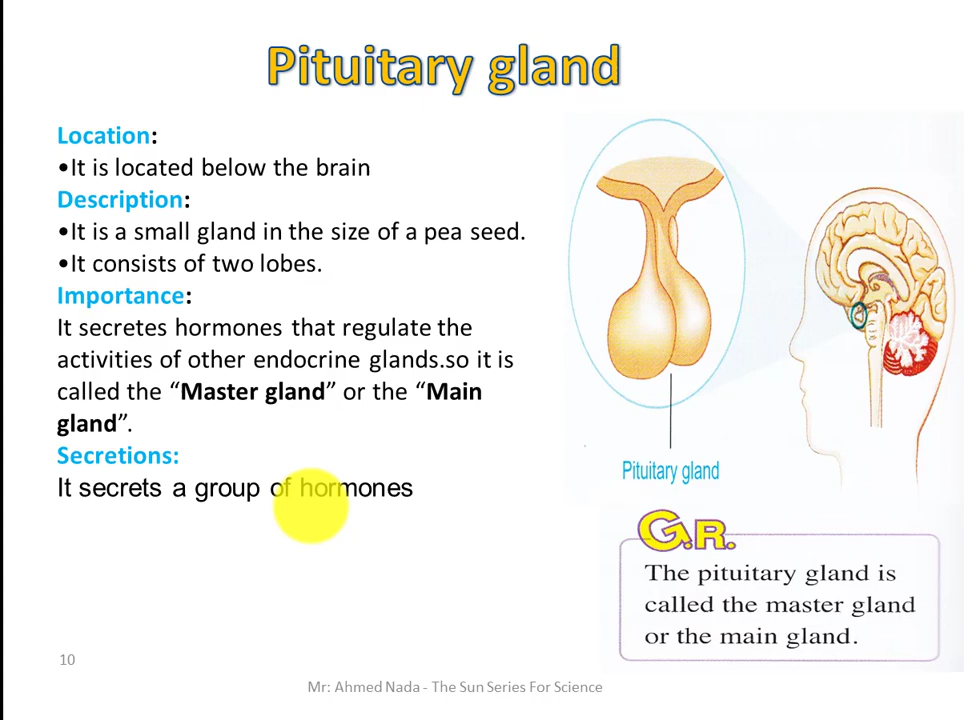 Pituitary gland
Location:
•It is located below the brain
Description:
•It is a small gland in the size of a pea seed.
•It consists of two lobes.
Importance:
It secretes hormones that regulate the
activities of other endocrine glands.so it is
called the “Master gland” or the “Main
gland”.
Secretions:
It secrets a group of hormones
Pituitary gland
G.R.
The pituitary gland is
called the master gland
or the main gland.
10
Mr: Ahmed Nada - The Sun Series For Science